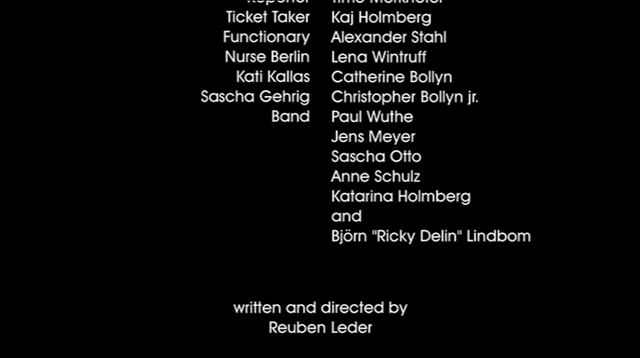 Ticket Taker Kaj Holmberg
Functionary Alexander Stahl
Nurse Berlin Lena Wintruff
Kati Kallas Catherine Bollyn
Sascha Gehrig Christopher Bollyn jr.
Band Paul Wuthe
Jens Meyer
Sascha Otto
Anne Schulz
Katarina Holmberg
and
Björn "Ricky Delin" Lindbom
written and directed by
Reuben Leder